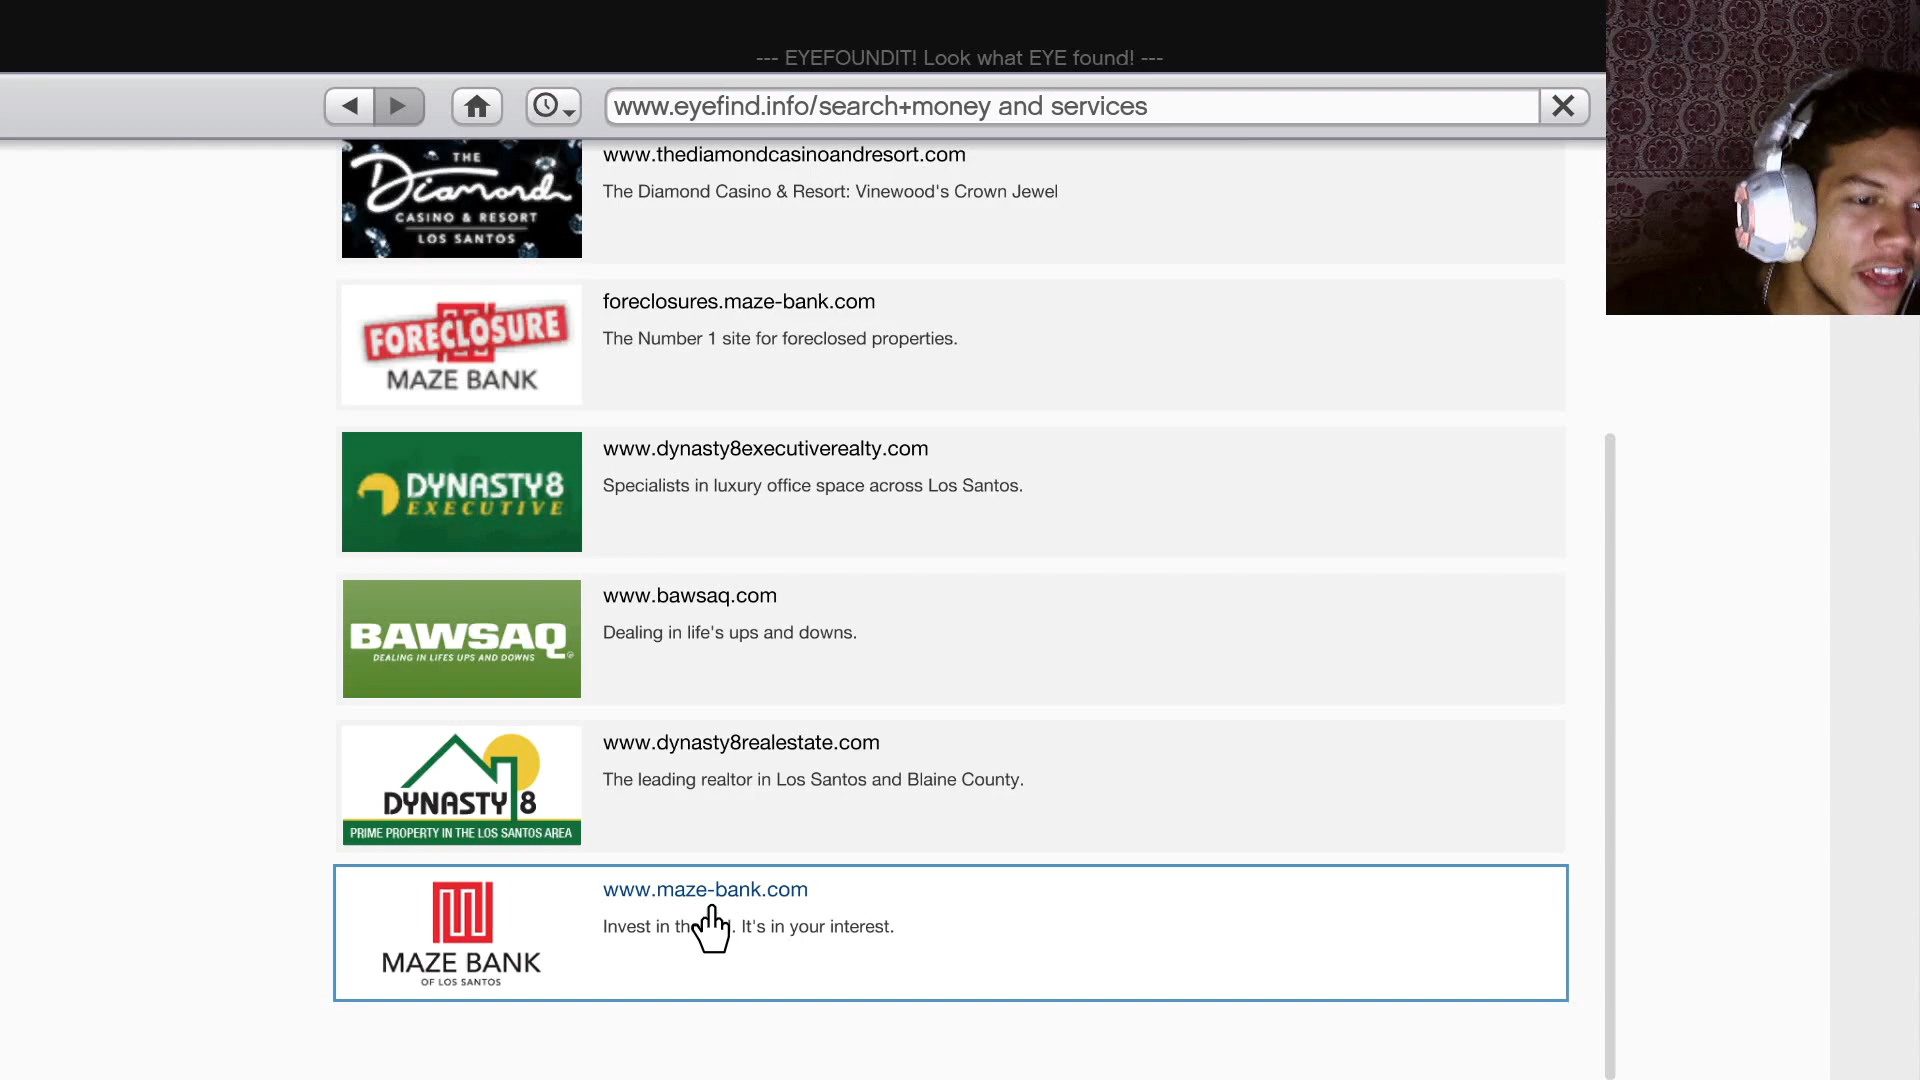 --- EYEFOUNDIT! Look what EYE found! ---
www.eyefind.info/search+money and services
THE
Diamond
CASINO & RESORT
LOS SANTOS
www.thediamondcasinoandresort.com
The Diamond Casino & Resort: Vinewood's Crown Jewel
FORECLOSURE
MAZE BANK
foreclosures.maze-bank.com
The Number 1 site for foreclosed properties.
DYNASTY 8
EXECUTIVE
www.dynasty8executiverealty.com
Specialists in luxury office space across Los Santos.
BAWSAQ
DEALING IN LIFES UPS AND DOWNS
www.bawsaq.com
Dealing in life's ups and downs.
DYNASTY 8
PRIME PROPERTY IN THE LOS SANTOS AREA
www.dynasty8realestate.com
The leading realtor in Los Santos and Blaine County.
MAZE BANK
OF LOS SANTOS
www.maze-bank.com
Invest in . It's in your interest.